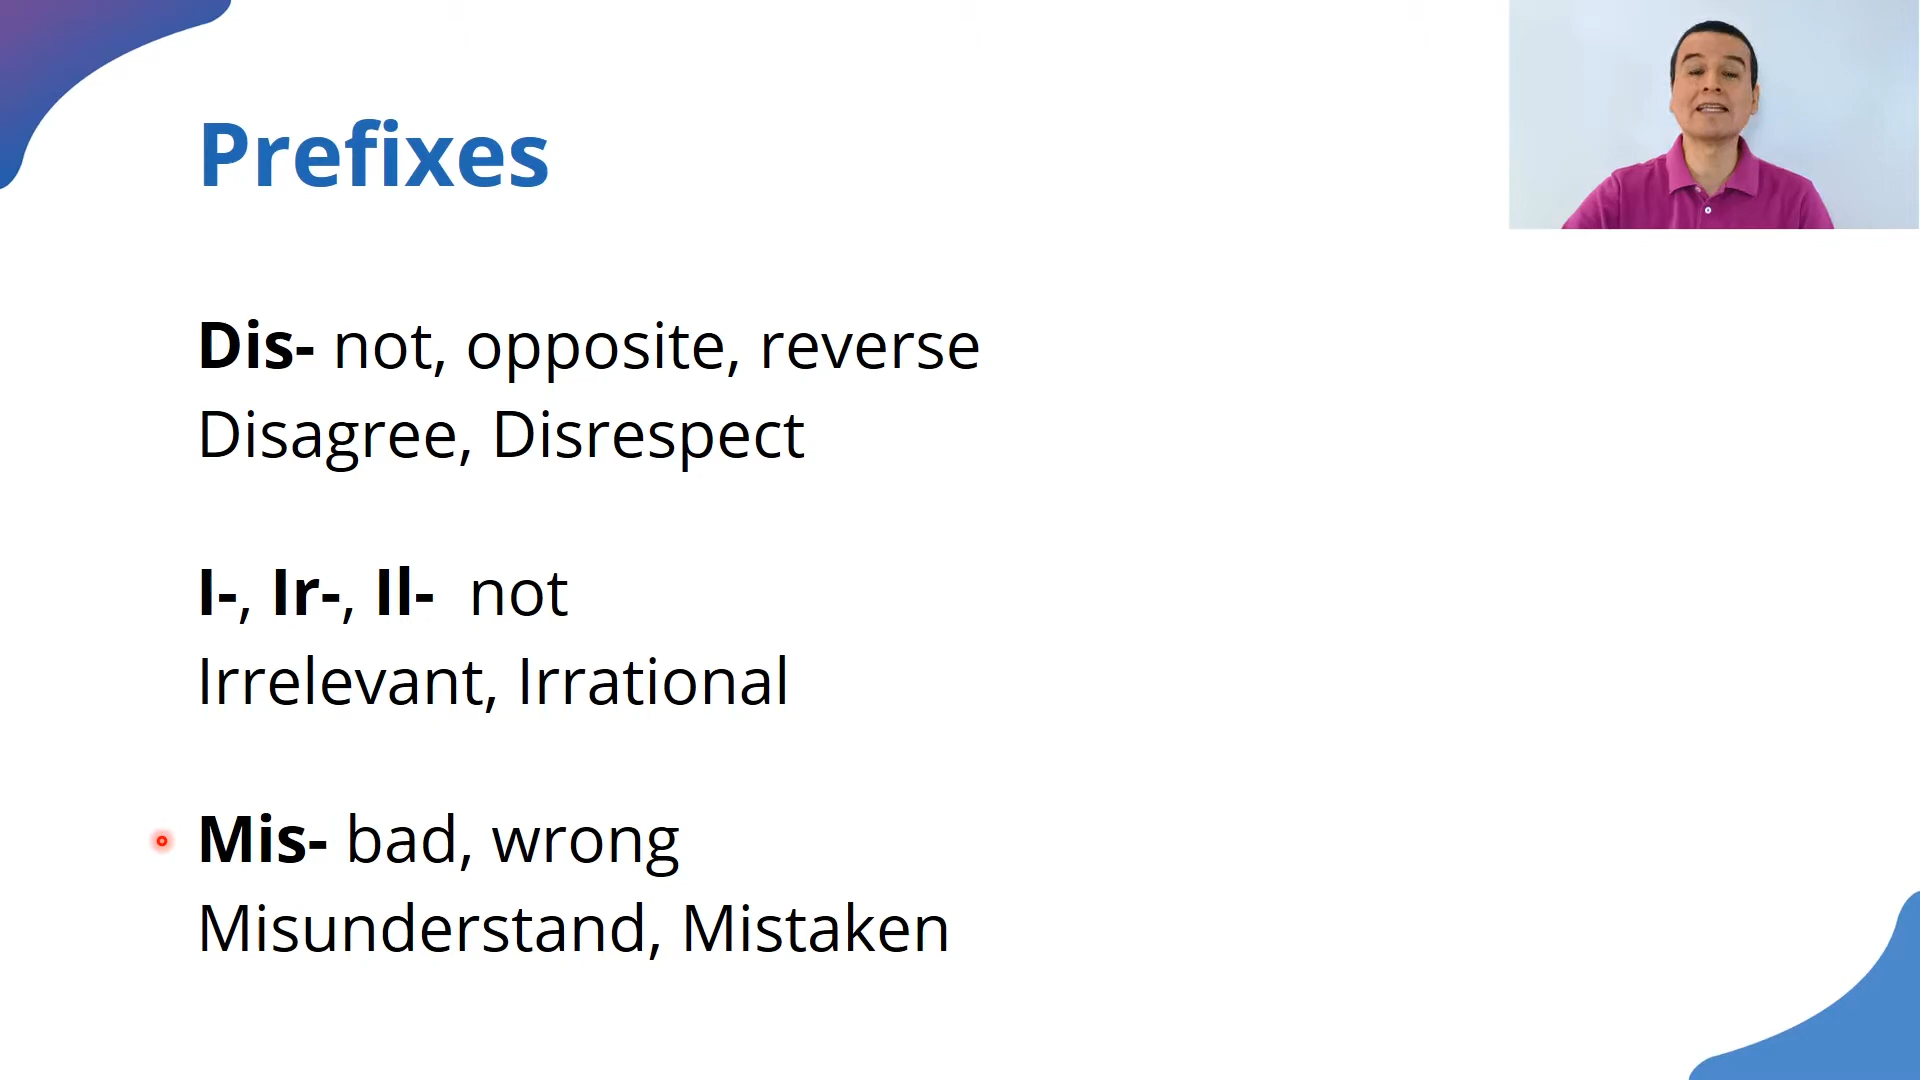 Prefixes
Dis- not, opposite, reverse
Disagree, Disrespect
I-, Ir-, Il-  not
Irrelevant, Irrational
Mis- bad, wrong
Misunderstand, Mistaken